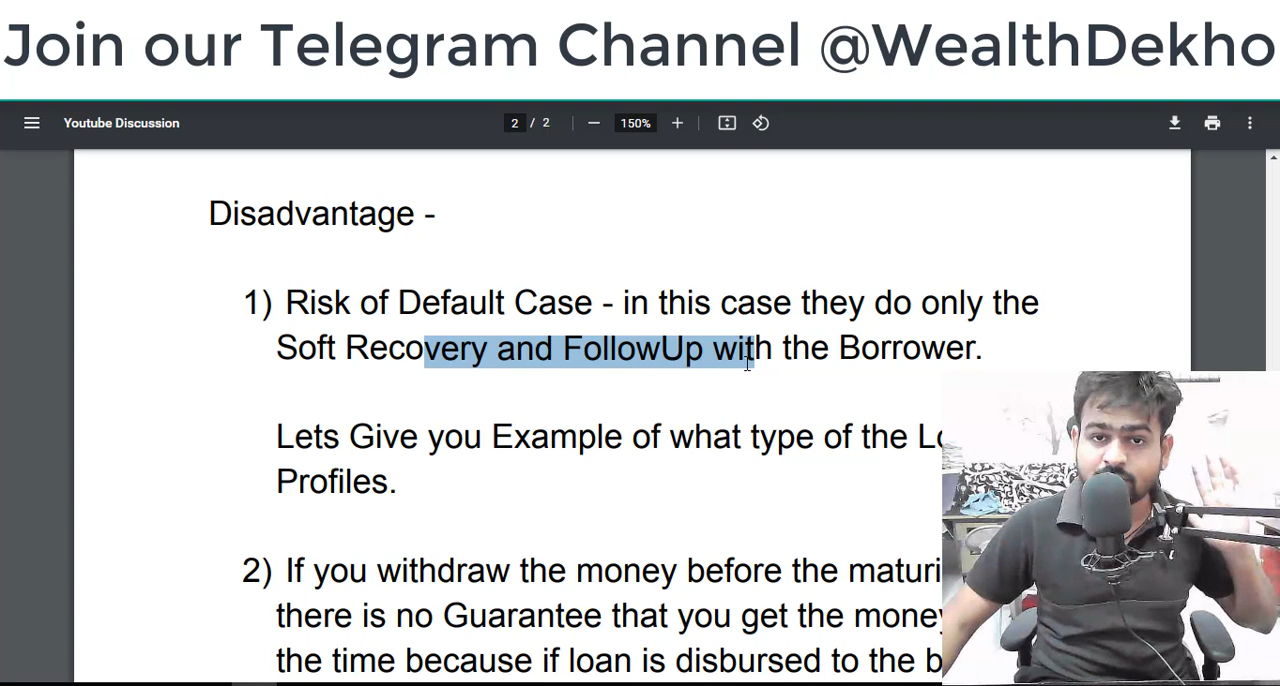 Join our Telegram Channel @WealthDekho
Youtube Discussion
2 / 2
150%
Disadvantage -
1) Risk of Default Case - in this case they do only the
Soft Recovery and FollowUp with the Borrower.
Lets Give you Example of what type of the
Profiles.
2) If you withdraw the money before the
there is no Guarantee that you get the money
the time because if loan is disbursed to the